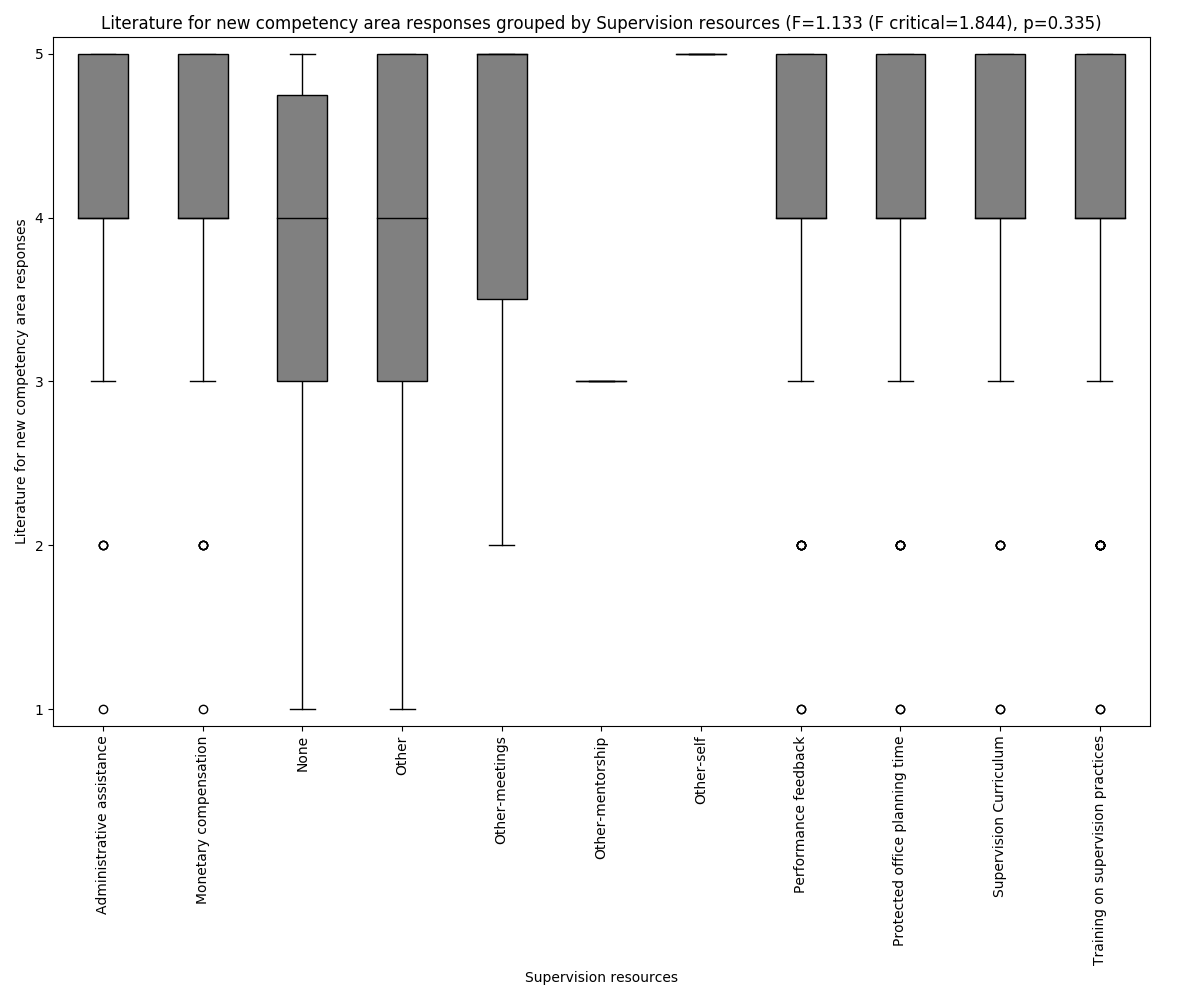 Literature for new competency area responses grouped by Supervision resources (F=1.133 (F critical=1.844), p=0.335)
Literature for new competency area responses
5
4
3
2
1
Administrative assistance
Monetary compensation
None
Other
Other-meetings
Other-mentorship
Other-self
Performance feedback
Protected office planning time
Supervision Curriculum
Training on supervision practices
Supervision resources